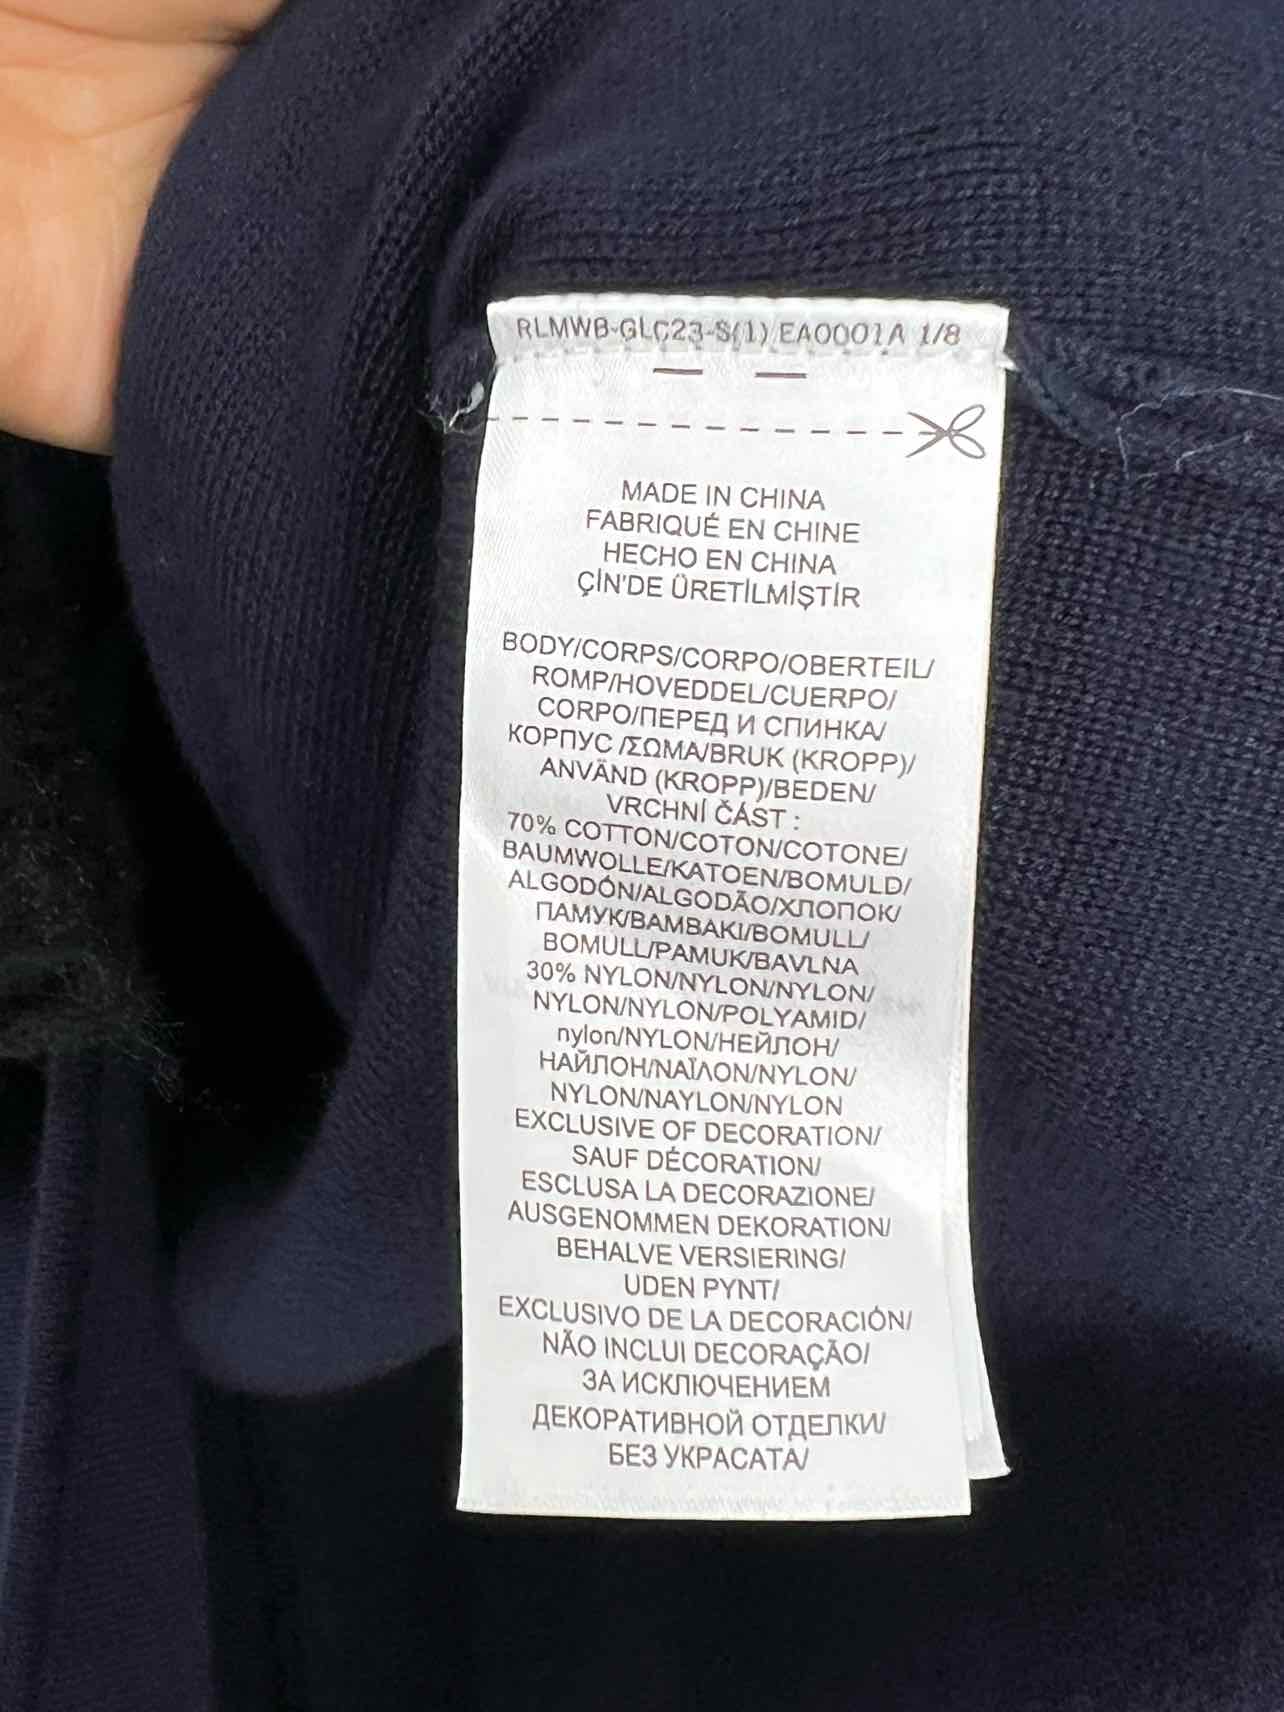 RLMWB-GLC23-S(1) EA0001A 1/8
MADE IN CHINA
FABRIQUÉ EN CHINE
HECHO EN CHINA
ÇİN'DE ÜRETİLMİŞTİR
BODY/CORPS/CORPO/OBERTEIL/
ROMP/HOVEDDEL/CUERPO/
CORPO/ПЕРЕД И СПИНКА/
КОРПУС /ΣΩΜΑ/BRUK (KROPP)/
ANVÄND (KROPP)/BEDEN/
VRCHNÍ ČÁST :
70% COTTON/COTON/COTONE/
BAUMWOLLE/KATOEN/BOMULD/
ALGODÓN/ALGODÃO/ХЛОПОК/
ПАМУК/ΒΑΜΒΑΚΙ/BOMULL/
BOMULL/PAMUK/BAVLNA
30% NYLON/NYLON/NYLON/
NYLON/NYLON/POLYAMID/
nylon/NYLON/НЕЙЛОН/
НАЙЛОН/ΝΑΪΛΟΝ/NYLON/
NYLON/NAYLON/NYLON
EXCLUSIVE OF DECORATION/
SAUF DÉCORATION/
ESCLUSA LA DECORAZIONE/
AUSGENOMMEN DEKORATION/
BEHALVE VERSIERING/
UDEN PYNT/
EXCLUSIVO DE LA DECORACIÓN/
NÃO INCLUI DECORAÇÃO/
ЗА ИСКЛЮЧЕНИЕМ
ДЕКОРАТИВНОЙ ОТДЕЛКИ/
БЕЗ УКРАСАТА/